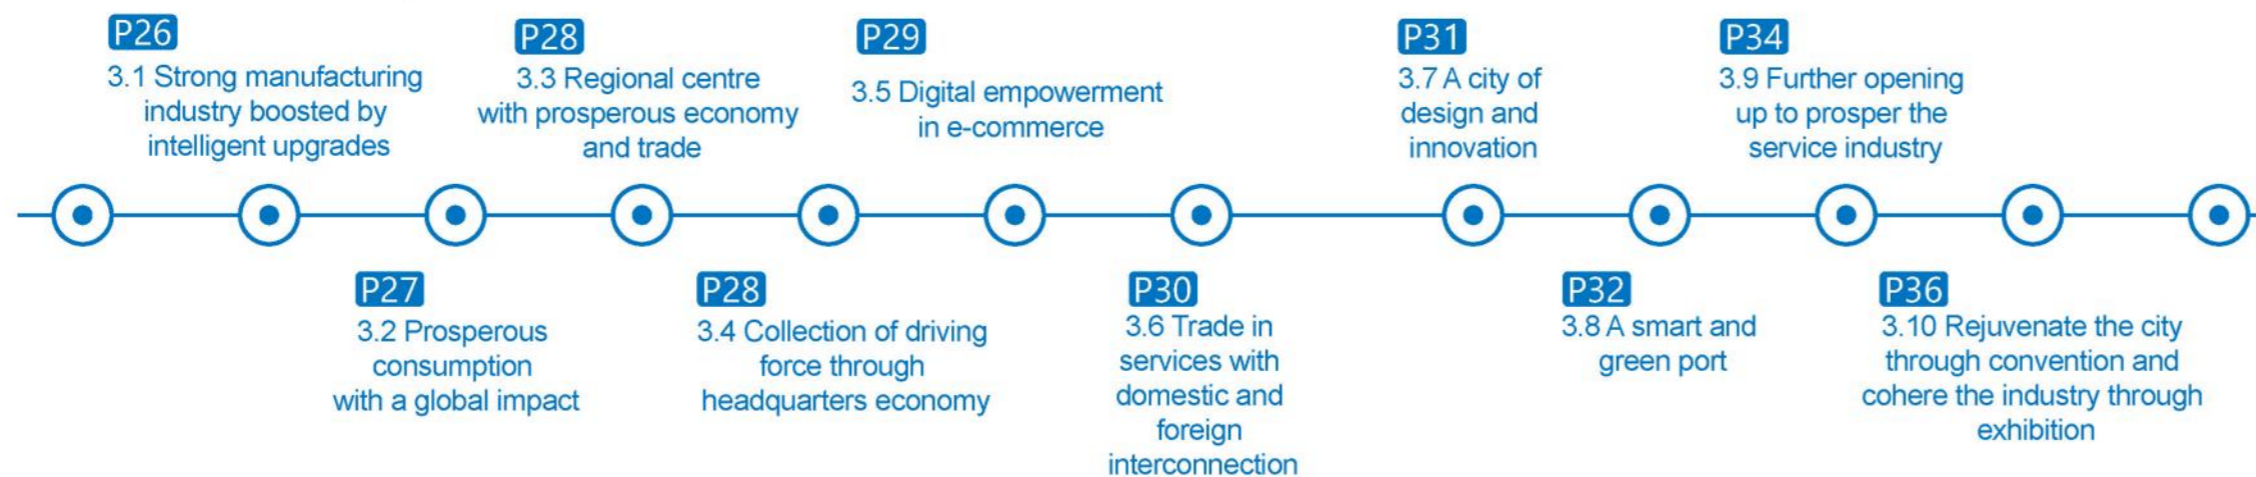 P26
3.1 Strong manufacturing
industry boosted by
intelligent upgrades
P27
3.2 Prosperous
consumption
with a global impact
P28
3.3 Regional centre
with prosperous economy
and trade
P28
3.4 Collection of driving
force through
headquarters economy
P29
3.5 Digital empowerment
in e-commerce
P30
3.6 Trade in
services with
domestic and
foreign
interconnection
P31
3.7 A city of
design and
innovation
P32
3.8 A smart and
green port
P34
3.9 Further opening
up to prosper the
service industry
P36
3.10 Rejuvenate the city
through convention and
cohere the industry through
exhibition